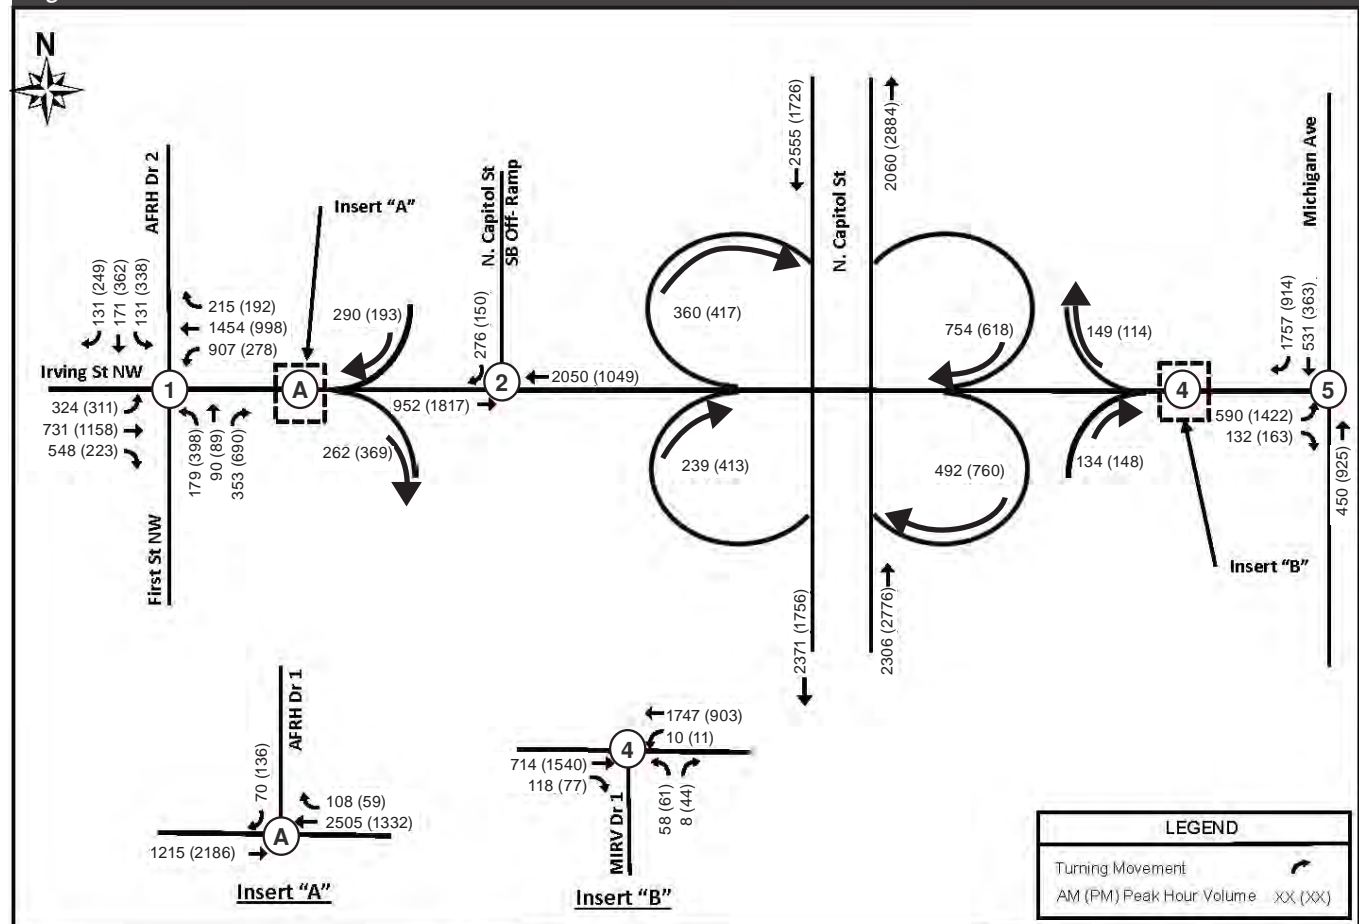 N
AFRH Dr 2
131 (249)
171 (362)
131 (338)
215 (192)
1454 (998)
907 (278)
Irving St NW
1
324 (311)
731 (1158)
548 (223)
179 (398)
90 (89)
353 (690)
First St NW
Insert “A”
A
290 (193)
262 (369)
N. Capitol St
SB Off- Ramp
276 (150)
2
2050 (1049)
952 (1817)
2555 (1726)
N. Capitol St
2060 (2884)
360 (417)
754 (618)
239 (413)
492 (760)
2371 (1756)
2306 (2776)
149 (114)
134 (148)
4
Insert “B”
Michigan Ave
1757 (914)
531 (363)
5
590 (1422)
132 (163)
450 (925)
AFRH Dr 1
70 (136)
108 (59)
2505 (1332)
A
1215 (2186)
Insert “A”
1747 (903)
10 (11)
4
714 (1540)
118 (77)
58 (61)
8 (44)
MIRV Dr 1
Insert “B”
LEGEND
Turning Movement
AM (PM) Peak Hour Volume XX (XX)